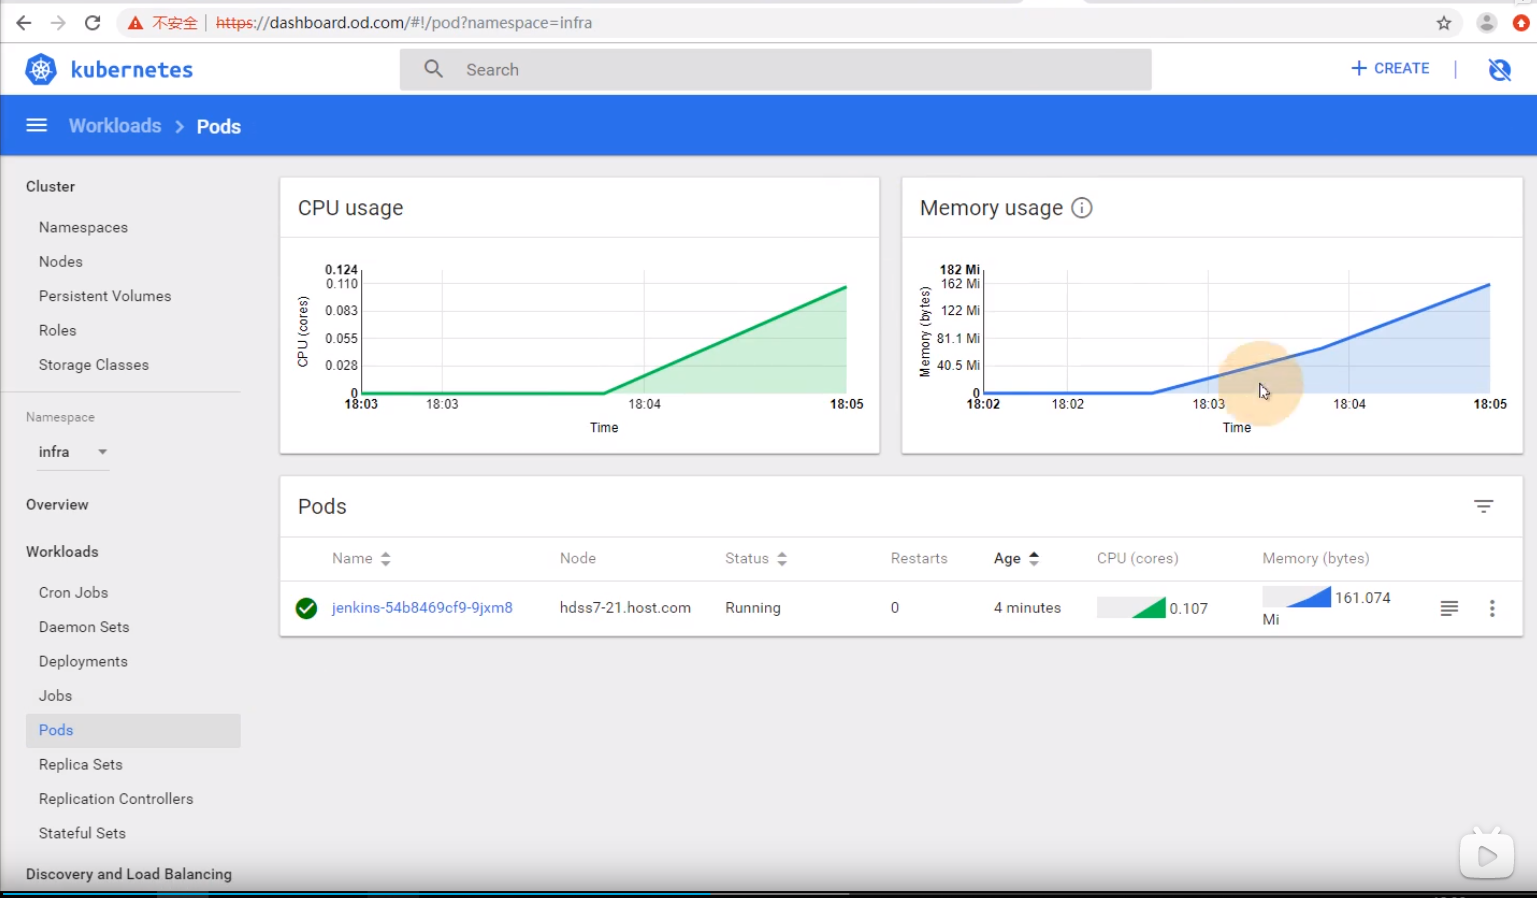 不安全 https://dashboard.od.com/#!/pod?namespace=infra
kubernetes
Search
+ CREATE
Workloads > Pods
Cluster
Namespaces
Nodes
Persistent Volumes
Roles
Storage Classes
Namespace
infra
Overview
Workloads
Cron Jobs
Daemon Sets
Deployments
Jobs
Pods
Replica Sets
Replication Controllers
Stateful Sets
Discovery and Load Balancing
CPU usage
CPU (cores)
0.124
0.110
0.083
0.055
0.028
0
18:03 18:03 18:04 18:05
Time
Memory usage
Memory (bytes)
182 Mi
162 Mi
122 Mi
81.1 Mi
40.5 Mi
0
18:02 18:02 18:03 18:04 18:05
Time
Pods
Name Node Status Restarts Age CPU (cores) Memory (bytes)
jenkins-54b8469cf9-9jxm8 hdss7-21.host.com Running 0 4 minutes 0.107 161.074
Mi